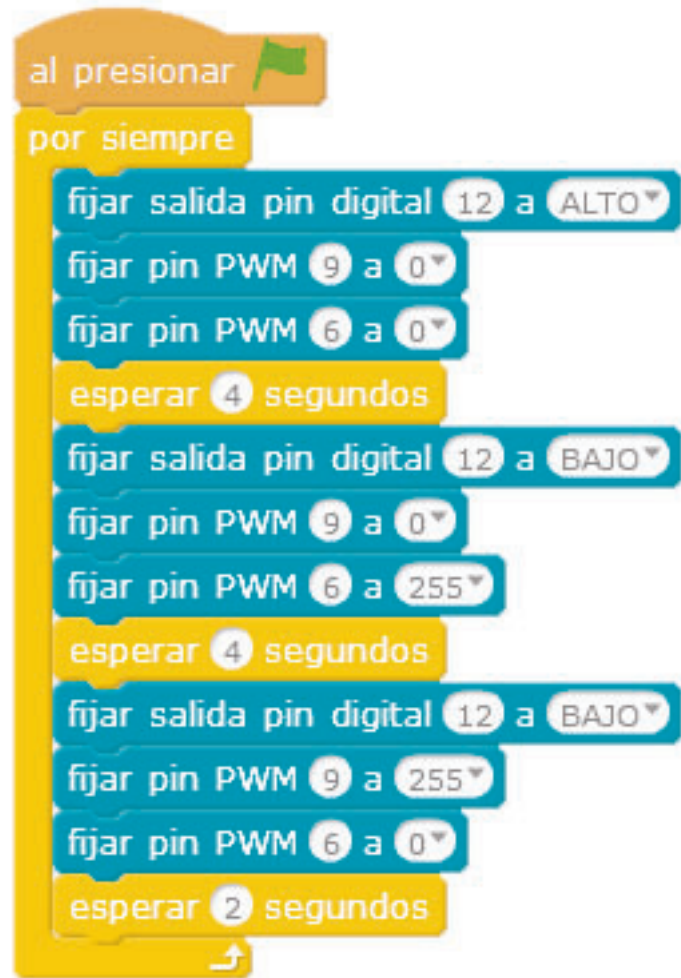 al presionar
por siempre
fijar salida pin digital 12 a ALTO
fijar pin PWM 9 a 0
fijar pin PWM 6 a 0
esperar 4 segundos
fijar salida pin digital 12 a BAJO
fijar pin PWM 9 a 0
fijar pin PWM 6 a 255
esperar 4 segundos
fijar salida pin digital 12 a BAJO
fijar pin PWM 9 a 255
fijar pin PWM 6 a 0
esperar 2 segundos